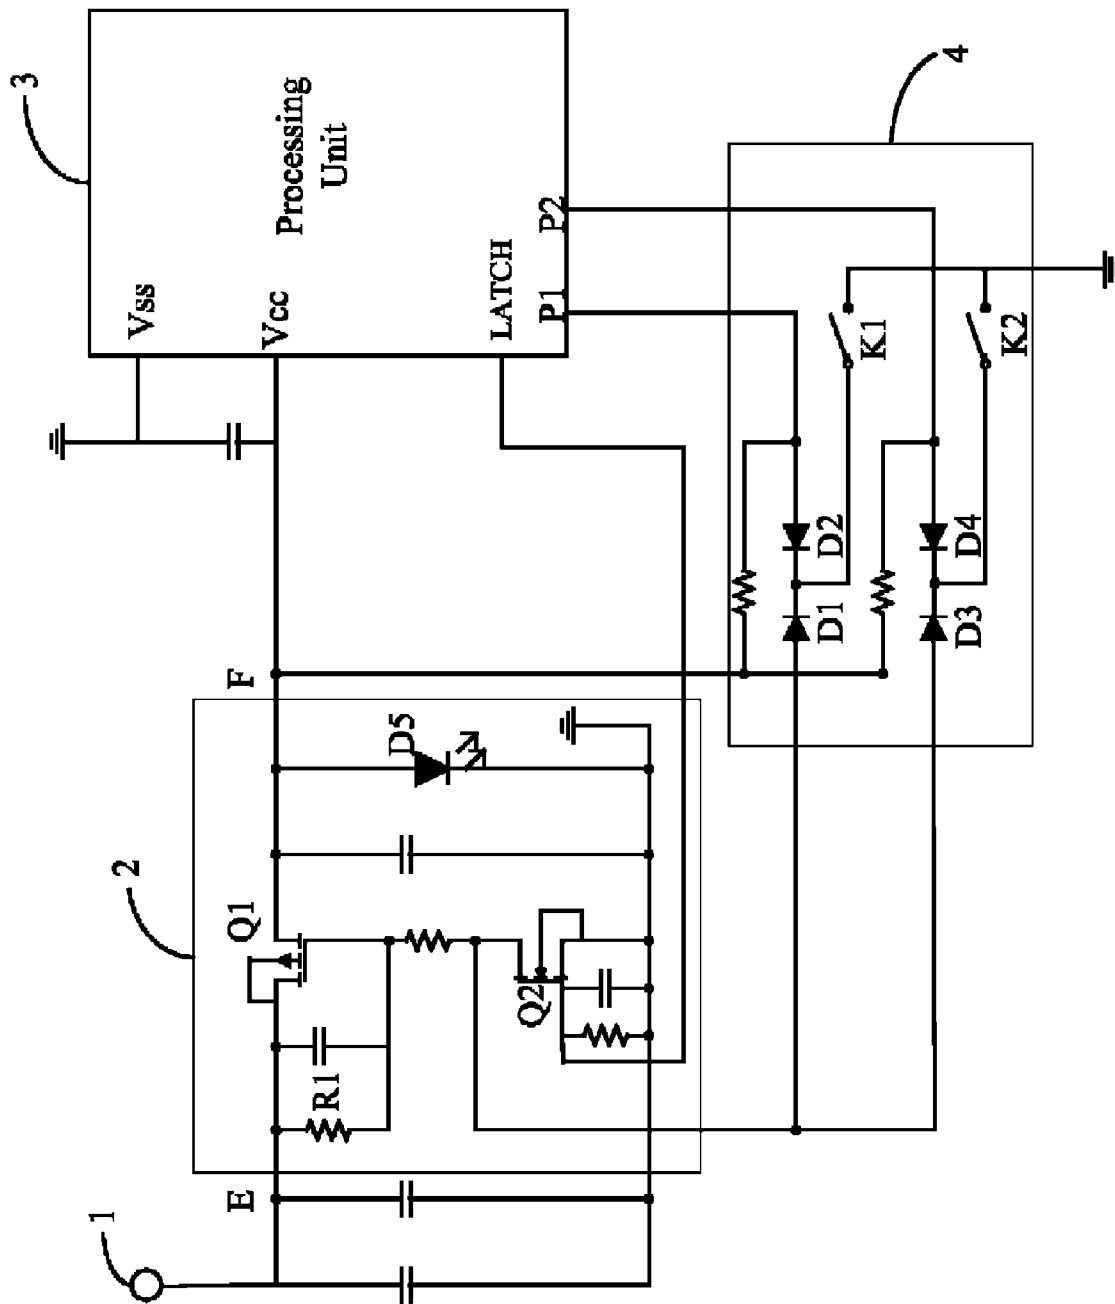 1
E
2
R1
Q1
Q2
D5
F
3
Vss
Vcc
Processing
Unit
LATCH
P1
P2
4
D1
D2
K1
D3
D4
K2